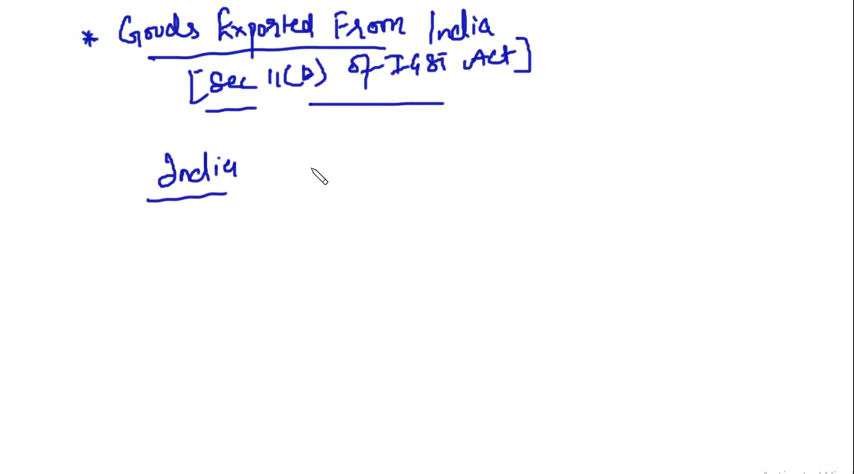 * Goods Exported From India
[Sec 11(b) of IGST Act]
India